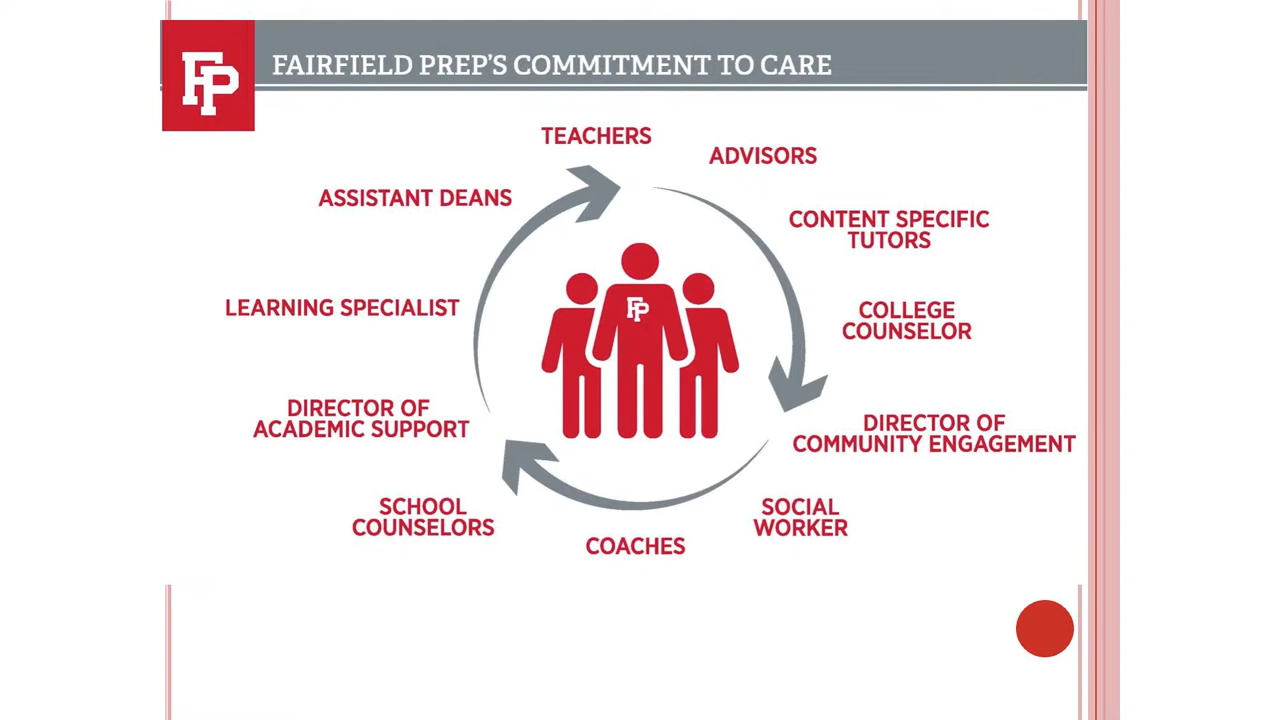 FP
FAIRFIELD PREP'S COMMITMENT TO CARE
TEACHERS
ADVISORS
CONTENT SPECIFIC
TUTORS
COLLEGE
COUNSELOR
DIRECTOR OF
COMMUNITY ENGAGEMENT
SOCIAL
WORKER
COACHES
SCHOOL
COUNSELORS
DIRECTOR OF
ACADEMIC SUPPORT
LEARNING SPECIALIST
ASSISTANT DEANS
FP